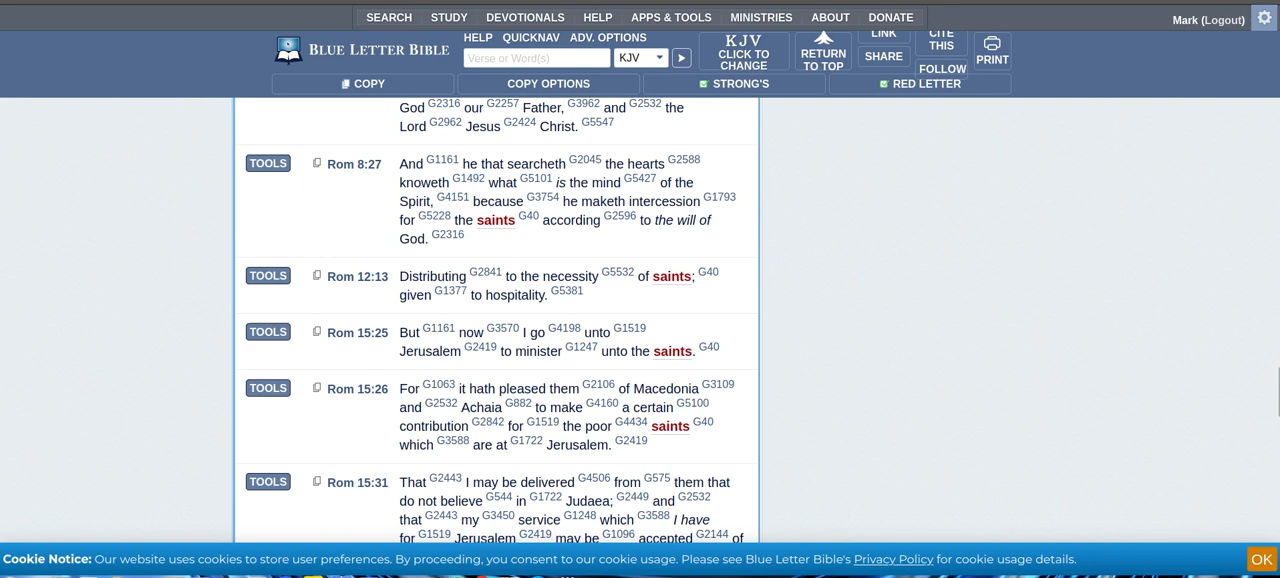 SEARCH STUDY DEVOTIONALS HELP APPS & TOOLS MINISTRIES ABOUT DONATE
Mark (Logout)
BLUE LETTER BIBLE
HELP QUICKNAV ADV. OPTIONS
Verse or Word(s) KJV
KJV
CLICK TO
CHANGE
RETURN
TO TOP
LINK
SHARE
CITE
THIS
FOLLOW
PRINT
COPY COPY OPTIONS STRONG'S RED LETTER
God G2316 our G2257 Father, G3962 and G2532 the
Lord G2962 Jesus G2424 Christ. G5547
TOOLS Rom 8:27 And G1161 he that searcheth G2045 the hearts G2588
knoweth G1492 what G5101 is the mind G5427 of the
Spirit, G4151 because G3754 he maketh intercession G1793
for G5228 the saints G40 according G2596 to the will of
God. G2316
TOOLS Rom 12:13 Distributing G2841 to the necessity G5532 of saints; G40
given G1377 to hospitality. G5381
TOOLS Rom 15:25 But G1161 now G3570 I go G4198 unto G1519
Jerusalem G2419 to minister G1247 unto the saints. G40
TOOLS Rom 15:26 For G1063 it hath pleased them G2106 of Macedonia G3109
and G2532 Achaia G882 to make G4160 a certain G5100
contribution G2842 for G1519 the poor G4434 saints G40
which G3588 are at G1722 Jerusalem. G2419
TOOLS Rom 15:31 That G2443 I may be delivered G4506 from G575 them that
do not believe G544 in G1722 Judaea; G2449 and G2532
that G2443 my G3450 service G1248 which G3588 I have
for G1519 Jerusalem G2419 may be G1096 accepted G2144 of
Cookie Notice: Our website uses cookies to store user preferences. By proceeding, you consent to our cookie usage. Please see Blue Letter Bible's Privacy Policy for cookie usage details.
OK